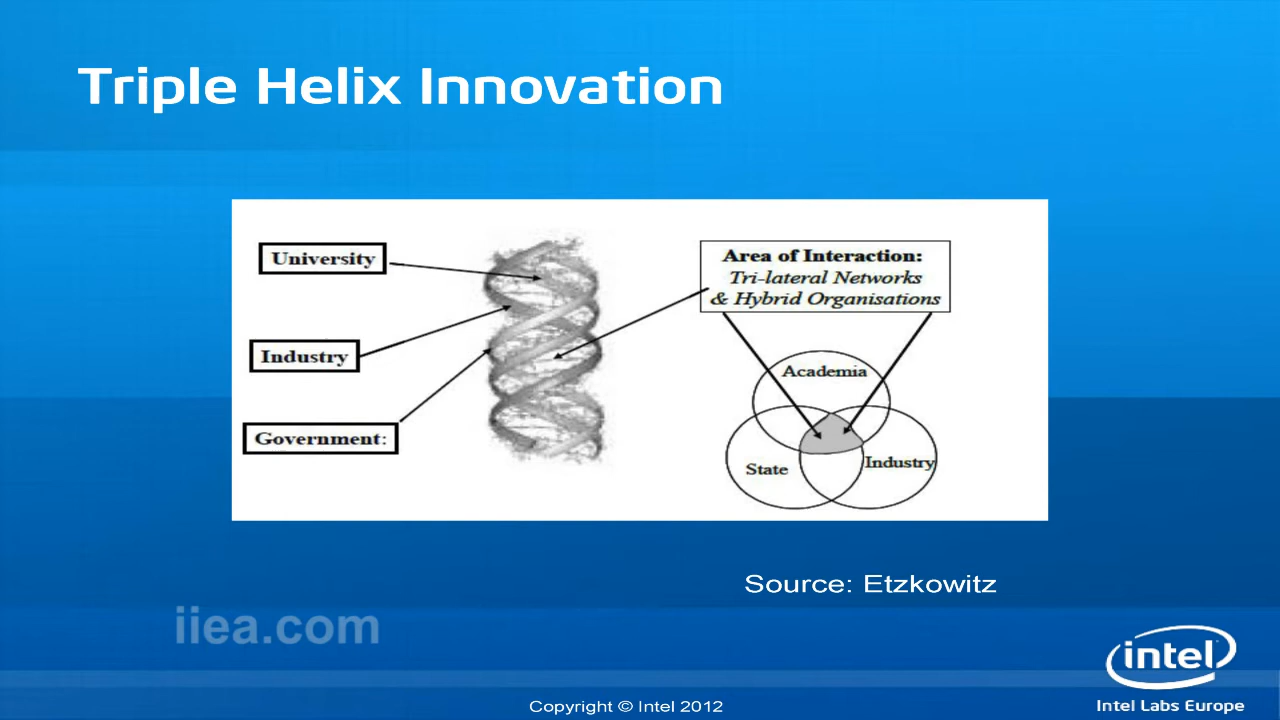 Triple Helix Innovation
University
Industry
Government:
Area of Interaction:
Tri-lateral Networks
& Hybrid Organisations
Academia
State
Industry
Source: Etzkowitz
iiea.com
intel
Intel Labs Europe
Copyright © Intel 2012